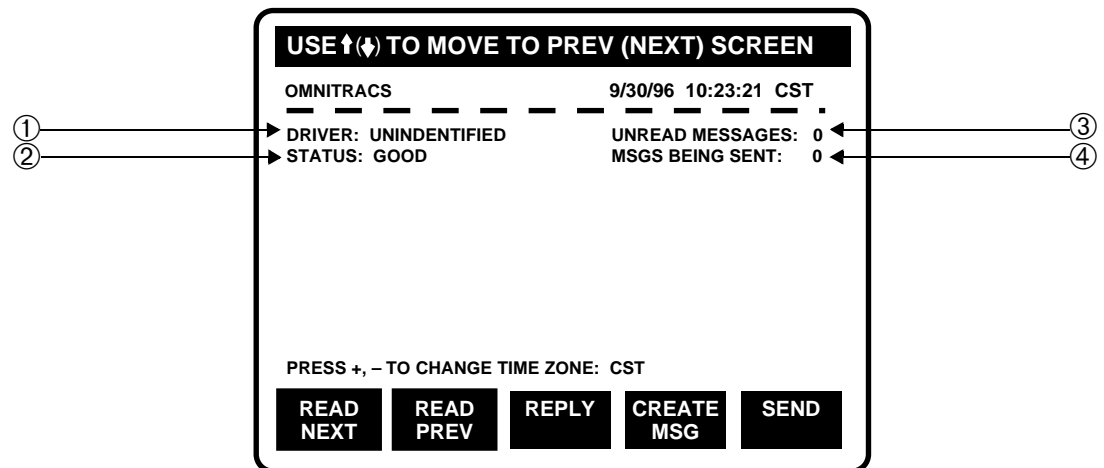 USE ⬆(⬇) TO MOVE TO PREV (NEXT) SCREEN
OMNITRACS 9/30/96 10:23:21 CST
① DRIVER: UNINDENTIFIED UNREAD MESSAGES: 0 ③
② STATUS: GOOD MSGS BEING SENT: 0 ④
PRESS +, – TO CHANGE TIME ZONE: CST
READ NEXT READ PREV REPLY CREATE MSG SEND